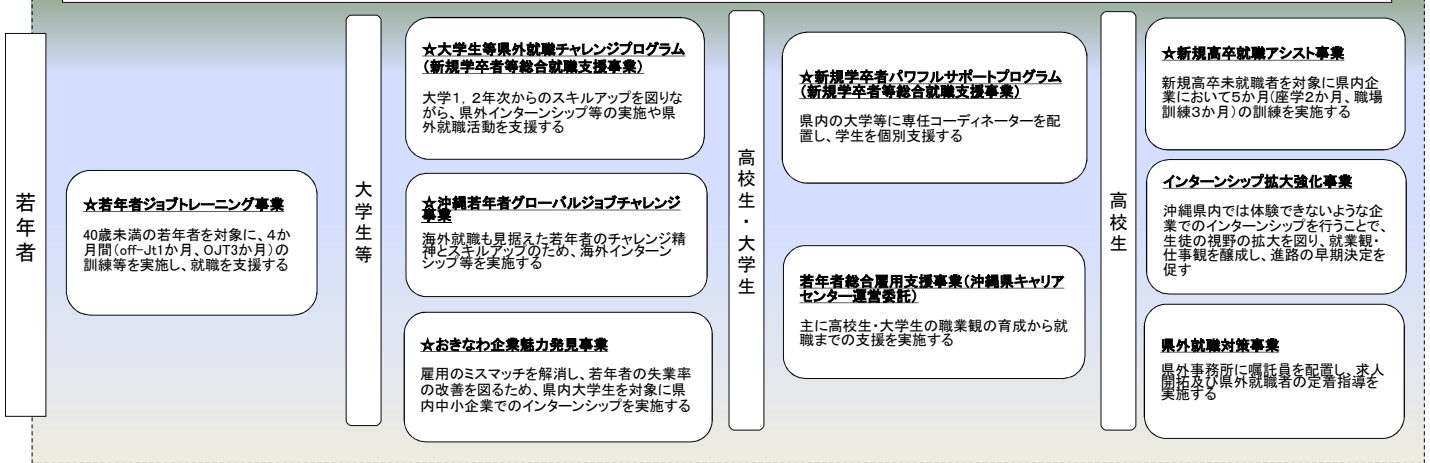 若年者
★若年者ジョブトレーニング事業
40歳未満の若年者を対象に、4か
月間(off-Jt1か月、OJT3か月)の
訓練等を実施し、就職を支援する
大学生等
★大学生等県外就職チャレンジプログラム
(新規学卒者等総合就職支援事業)
大学1，2年次からのスキルアップを図りな
がら、県外インターンシップ等の実施や県
外就職活動を支援する
★沖縄若年者グローバルジョブチャレンジ
事業
海外就職も見据えた若年者のチャレンジ精
神とスキルアップのため、海外インターン
シップ等を実施する
★おきなわ企業魅力発見事業
雇用のミスマッチを解消し、若年者の失業率
の改善を図るため、県内大学生を対象に県
内中小企業でのインターンシップを実施する
高校生・大学生
★新規学卒者パワフルサポートプログラム
(新規学卒者等総合就職支援事業)
県内の大学等に専任コーディネーターを配
置し、学生を個別支援する
若年者総合雇用支援事業(沖縄県キャリア
センター運営委託)
主に高校生・大学生の職業観の育成から就
職までの支援を実施する
高校生
★新規高卒就職アシスト事業
新規高卒未就職者を対象に県内企
業において5か月(座学2か月、職場
訓練3か月)の訓練を実施する
インターンシップ拡大強化事業
沖縄県内では体験できないような企
業でのインターンシップを行うことで、
生徒の視野の拡大を図り、就業観・
仕事観を醸成し、進路の早期決定を
促す
県外就職対策事業
県外事務所に嘱託員を配置し、求人
開拓及び県外就職者の定着指導を
実施する